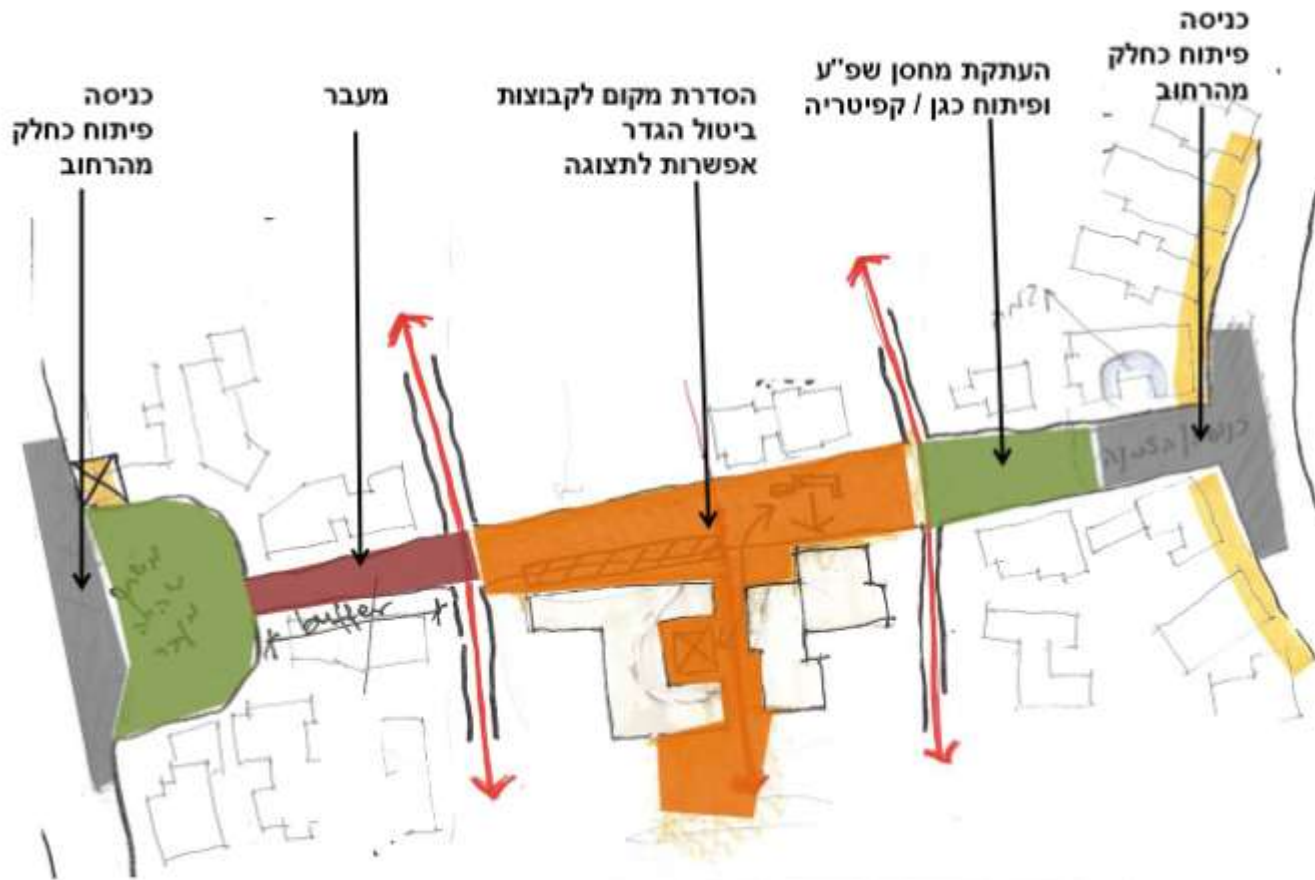 כניסה
פיתוח כחלק
מהרחוב
העתקת מחסן שפ"ע
ופיתוח כגן / קפיטריה
הסדרת מקום לקבוצות
ביטול הגדר
אפשרות לתצוגה
מעבר
כניסה
פיתוח כחלק
מהרחוב
buffer